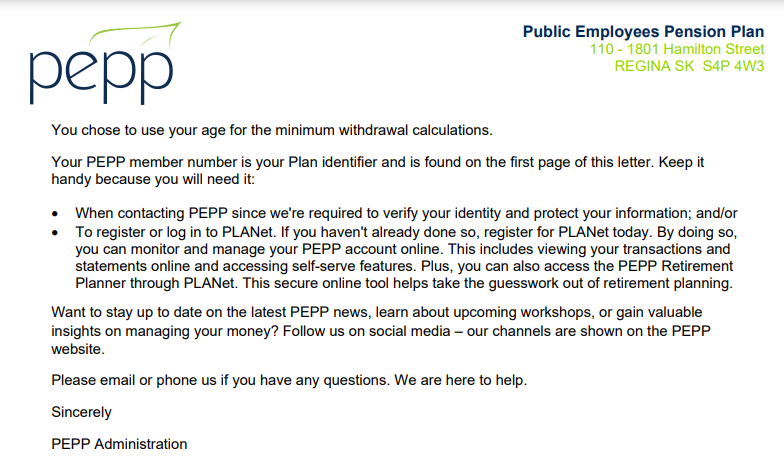 pepp
Public Employees Pension Plan
110 - 1801 Hamilton Street
REGINA SK  S4P 4W3
You chose to use your age for the minimum withdrawal calculations.
Your PEPP member number is your Plan identifier and is found on the first page of this letter. Keep it
handy because you will need it:
• When contacting PEPP since we're required to verify your identity and protect your information; and/or
• To register or log in to PLANet. If you haven't already done so, register for PLANet today. By doing so,
you can monitor and manage your PEPP account online. This includes viewing your transactions and
statements online and accessing self-serve features. Plus, you can also access the PEPP Retirement
Planner through PLANet. This secure online tool helps take the guesswork out of retirement planning.
Want to stay up to date on the latest PEPP news, learn about upcoming workshops, or gain valuable
insights on managing your money? Follow us on social media – our channels are shown on the PEPP
website.
Please email or phone us if you have any questions. We are here to help.
Sincerely
PEPP Administration